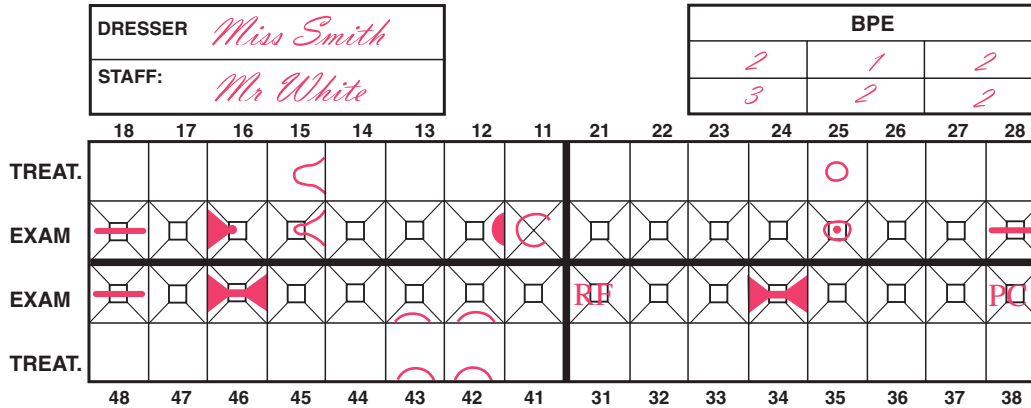 DRESSER Miss Smith
STAFF: Mr White
BPE
2 1 2
3 2 2
18 17 16 15 14 13 12 11 21 22 23 24 25 26 27 28
TREAT.
EXAM
EXAM RF PC
TREAT.
48 47 46 45 44 43 42 41 31 32 33 34 35 36 37 38